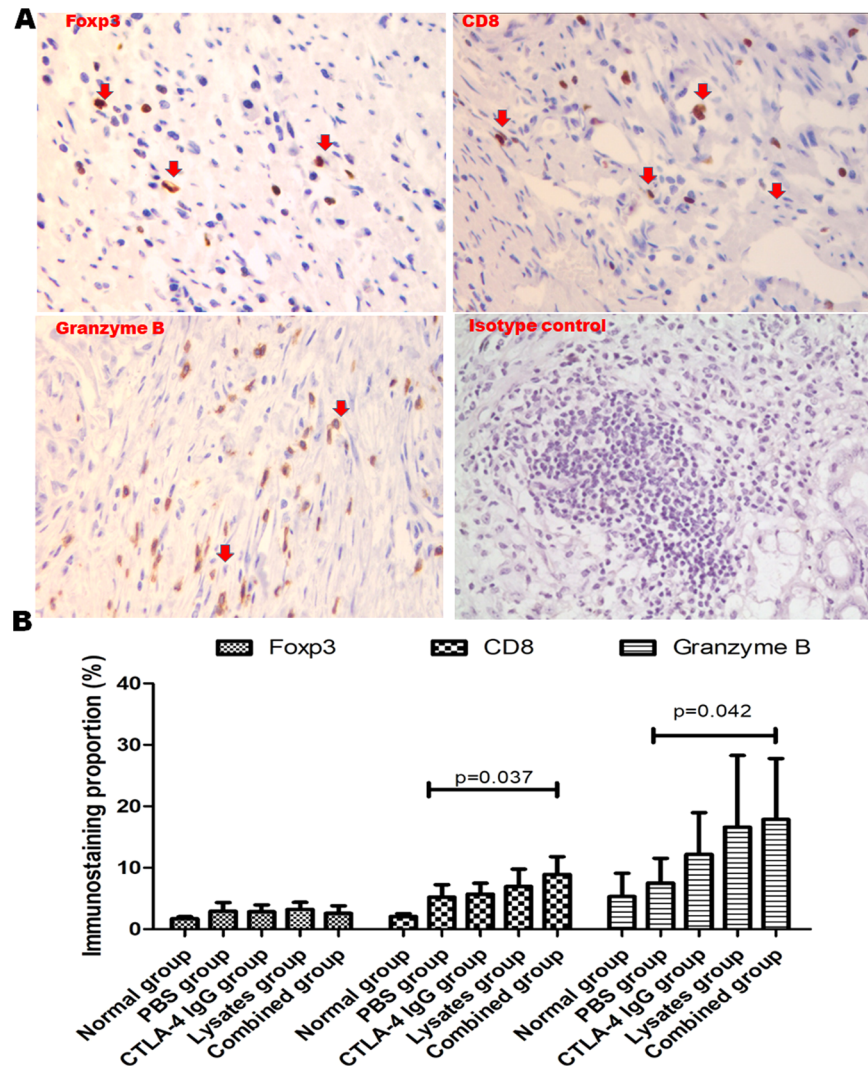 A
Foxp3
CD8
Granzyme B
Isotype control
B
Foxp3
CD8
Granzyme B
Immunostaining proportion (%)
40
30
20
10
0
p=0.037
p=0.042
Normal group
PBS group
CTLA-4 IgG group
Lysates group
Combined group
Normal group
PBS group
CTLA-4 IgG group
Lysates group
Combined group
Normal group
PBS group
CTLA-4 IgG group
Lysates group
Combined group